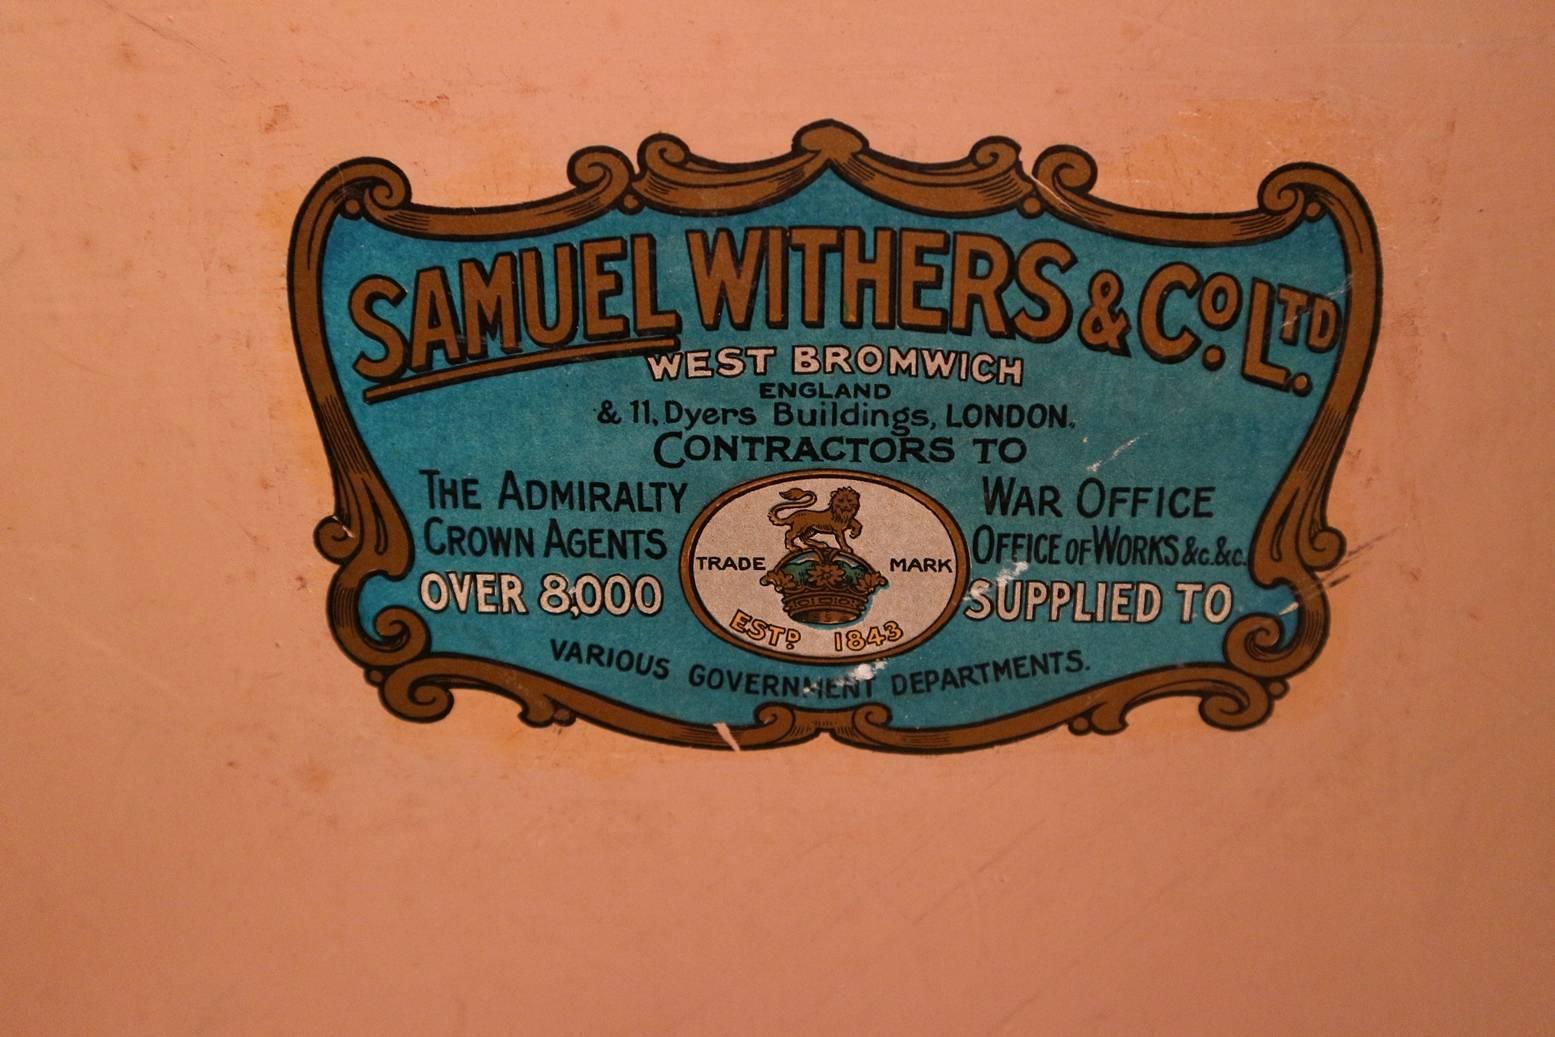 SAMUEL WITHERS & Co. LTD.
WEST BROMWICH
ENGLAND
& 11, Dyers Buildings, LONDON.
CONTRACTORS TO
THE ADMIRALTY WAR OFFICE
CROWN AGENTS OFFICE OF WORKS &c. &c.
TRADE MARK
OVER 8,000 SUPPLIED TO
ESTD. 1843
VARIOUS GOVERNMENT DEPARTMENTS.